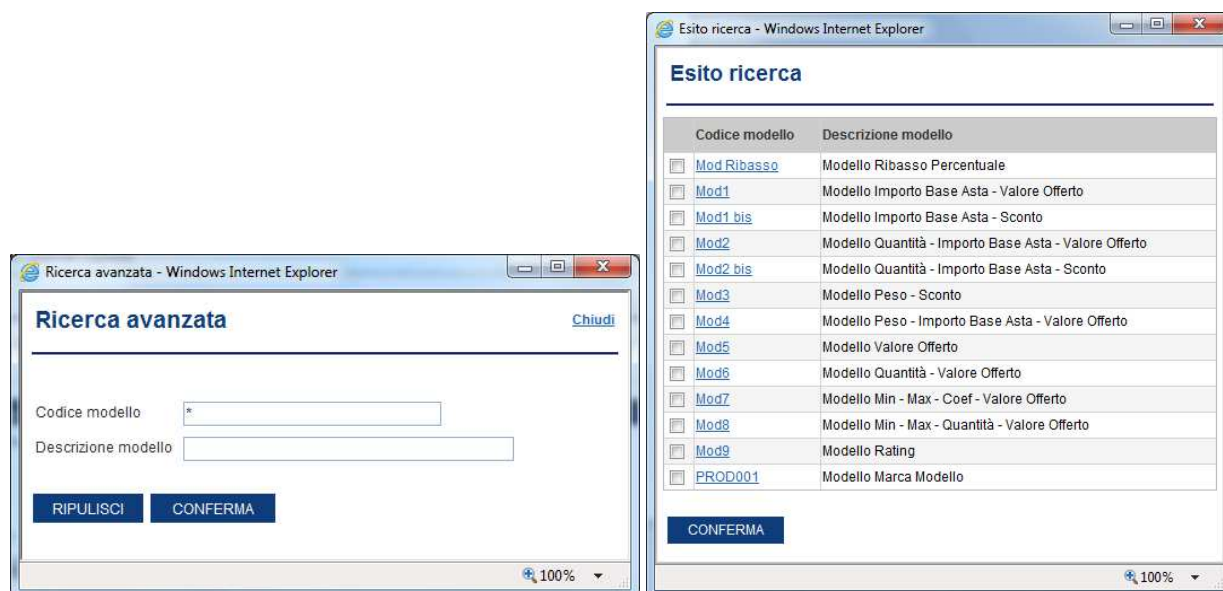 Ricerca avanzata - Windows Internet Explorer
Ricerca avanzata
Chiudi
Codice modello *
Descrizione modello
RIPULISCI CONFERMA
100%
Esito ricerca - Windows Internet Explorer
Esito ricerca
Codice modello Descrizione modello
Mod Ribasso Modello Ribasso Percentuale
Mod1 Modello Importo Base Asta - Valore Offerto
Mod1 bis Modello Importo Base Asta - Sconto
Mod2 Modello Quantità - Importo Base Asta - Valore Offerto
Mod2 bis Modello Quantità - Importo Base Asta - Sconto
Mod3 Modello Peso - Sconto
Mod4 Modello Peso - Importo Base Asta - Valore Offerto
Mod5 Modello Valore Offerto
Mod6 Modello Quantità - Valore Offerto
Mod7 Modello Min - Max - Coef - Valore Offerto
Mod8 Modello Min - Max - Quantità - Valore Offerto
Mod9 Modello Rating
PROD001 Modello Marca Modello
CONFERMA
100%